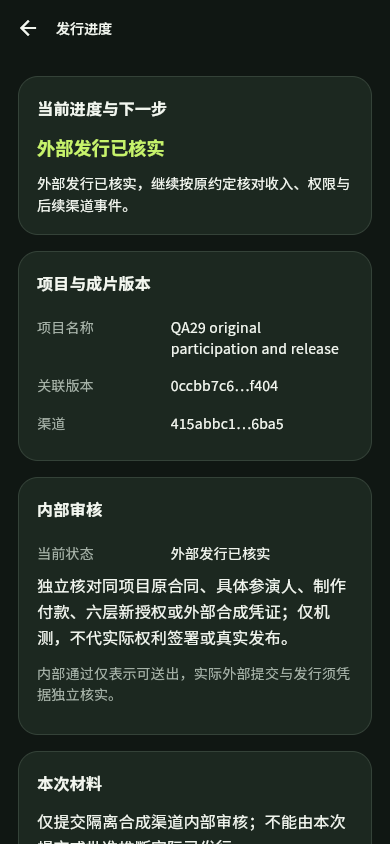 发行进度
当前进度与下一步
外部发行已核实
外部发行已核实，继续按原约定核对收入、权限与
后续渠道事件。
项目与成片版本
项目名称 QA29 original
participation and release
关联版本 0ccbb7c6…f404
渠道 415abbc1…6ba5
内部审核
当前状态 外部发行已核实
独立核对同项目原合同、具体参演人、制作
付款、六层新授权或外部合成凭证；仅机
测，不代实际权利签署或真实发布。
内部通过仅表示可送出，实际外部提交与发行须凭
据独立核实。
本次材料
仅提交隔离合成渠道内部审核；不能由本次